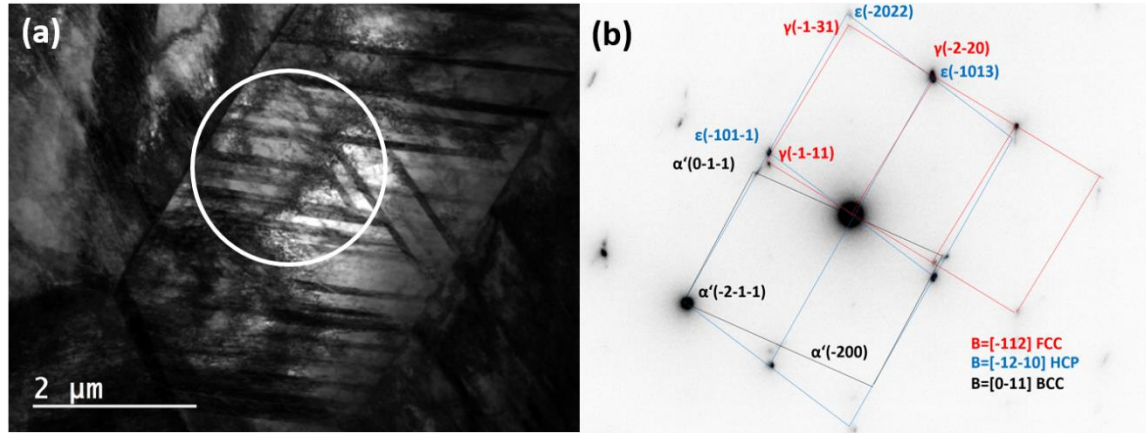 (a)
2 μm
(b)
ε(-2022)
γ(-1-31)
γ(-2-20)
ε(-1013)
ε(-101-1)
γ(-1-11)
α‘(0-1-1)
α‘(-2-1-1)
α‘(-200)
B=[-112] FCC
B=[-12-10] HCP
B=[0-11] BCC